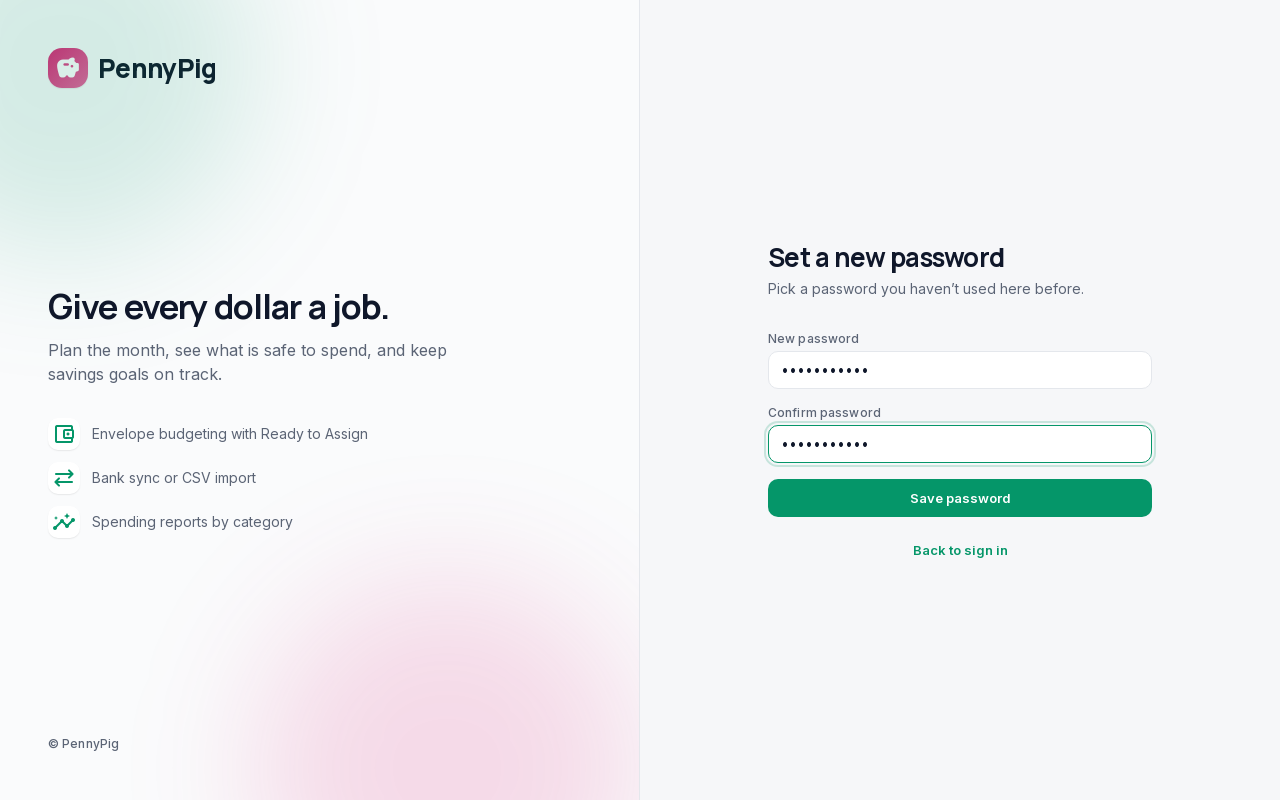 PennyPig
Give every dollar a job.
Plan the month, see what is safe to spend, and keep
savings goals on track.
Envelope budgeting with Ready to Assign
Bank sync or CSV import
Spending reports by category
© PennyPig
Set a new password
Pick a password you haven’t used here before.
New password
•••••••••••
Confirm password
•••••••••••
Save password
Back to sign in